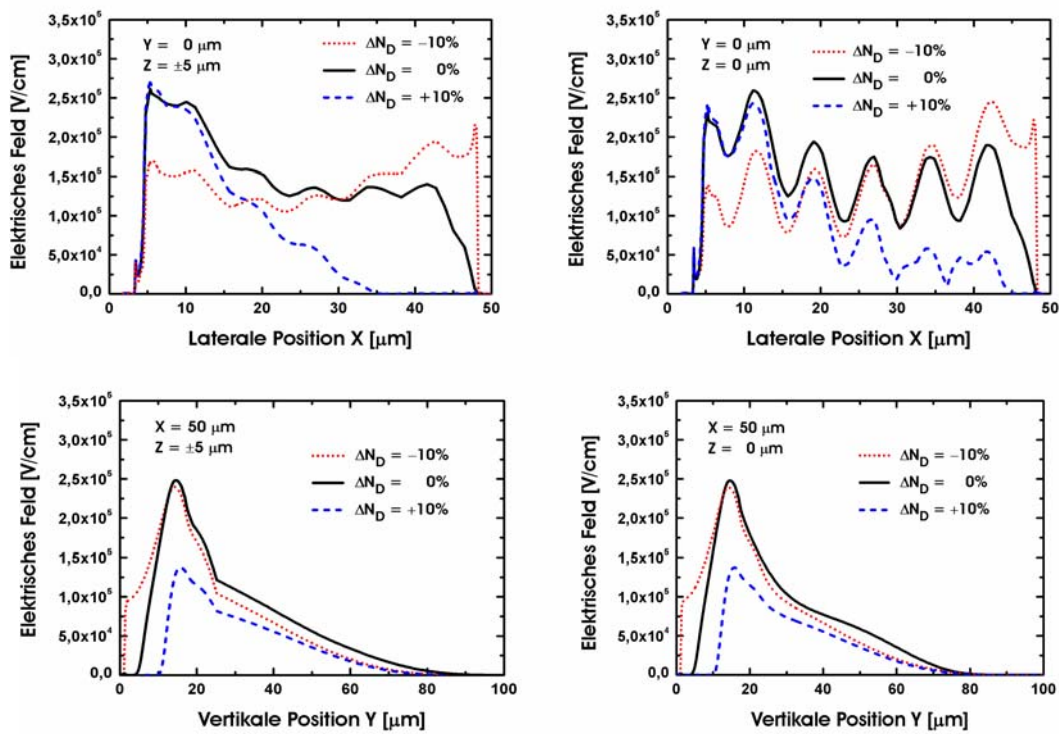 3,5x10⁵
3,0x10⁵
2,5x10⁵
2,0x10⁵
1,5x10⁵
1,0x10⁵
5,0x10⁴
0,0
Elektrisches Feld [V/cm]
Y = 0 µm
Z = ±5 µm
ΔN_D = −10%
ΔN_D = 0%
ΔN_D = +10%
0 10 20 30 40 50
Laterale Position X [µm]
3,5x10⁵
3,0x10⁵
2,5x10⁵
2,0x10⁵
1,5x10⁵
1,0x10⁵
5,0x10⁴
0,0
Elektrisches Feld [V/cm]
Y = 0 µm
Z = 0 µm
ΔN_D = −10%
ΔN_D = 0%
ΔN_D = +10%
0 10 20 30 40 50
Laterale Position X [µm]
3,5x10⁵
3,0x10⁵
2,5x10⁵
2,0x10⁵
1,5x10⁵
1,0x10⁵
5,0x10⁴
0,0
Elektrisches Feld [V/cm]
X = 50 µm
Z = ±5 µm
ΔN_D = −10%
ΔN_D = 0%
ΔN_D = +10%
0 20 40 60 80 100
Vertikale Position Y [µm]
3,5x10⁵
3,0x10⁵
2,5x10⁵
2,0x10⁵
1,5x10⁵
1,0x10⁵
5,0x10⁴
0,0
Elektrisches Feld [V/cm]
X = 50 µm
Z = 0 µm
ΔN_D = −10%
ΔN_D = 0%
ΔN_D = +10%
0 20 40 60 80 100
Vertikale Position Y [µm]